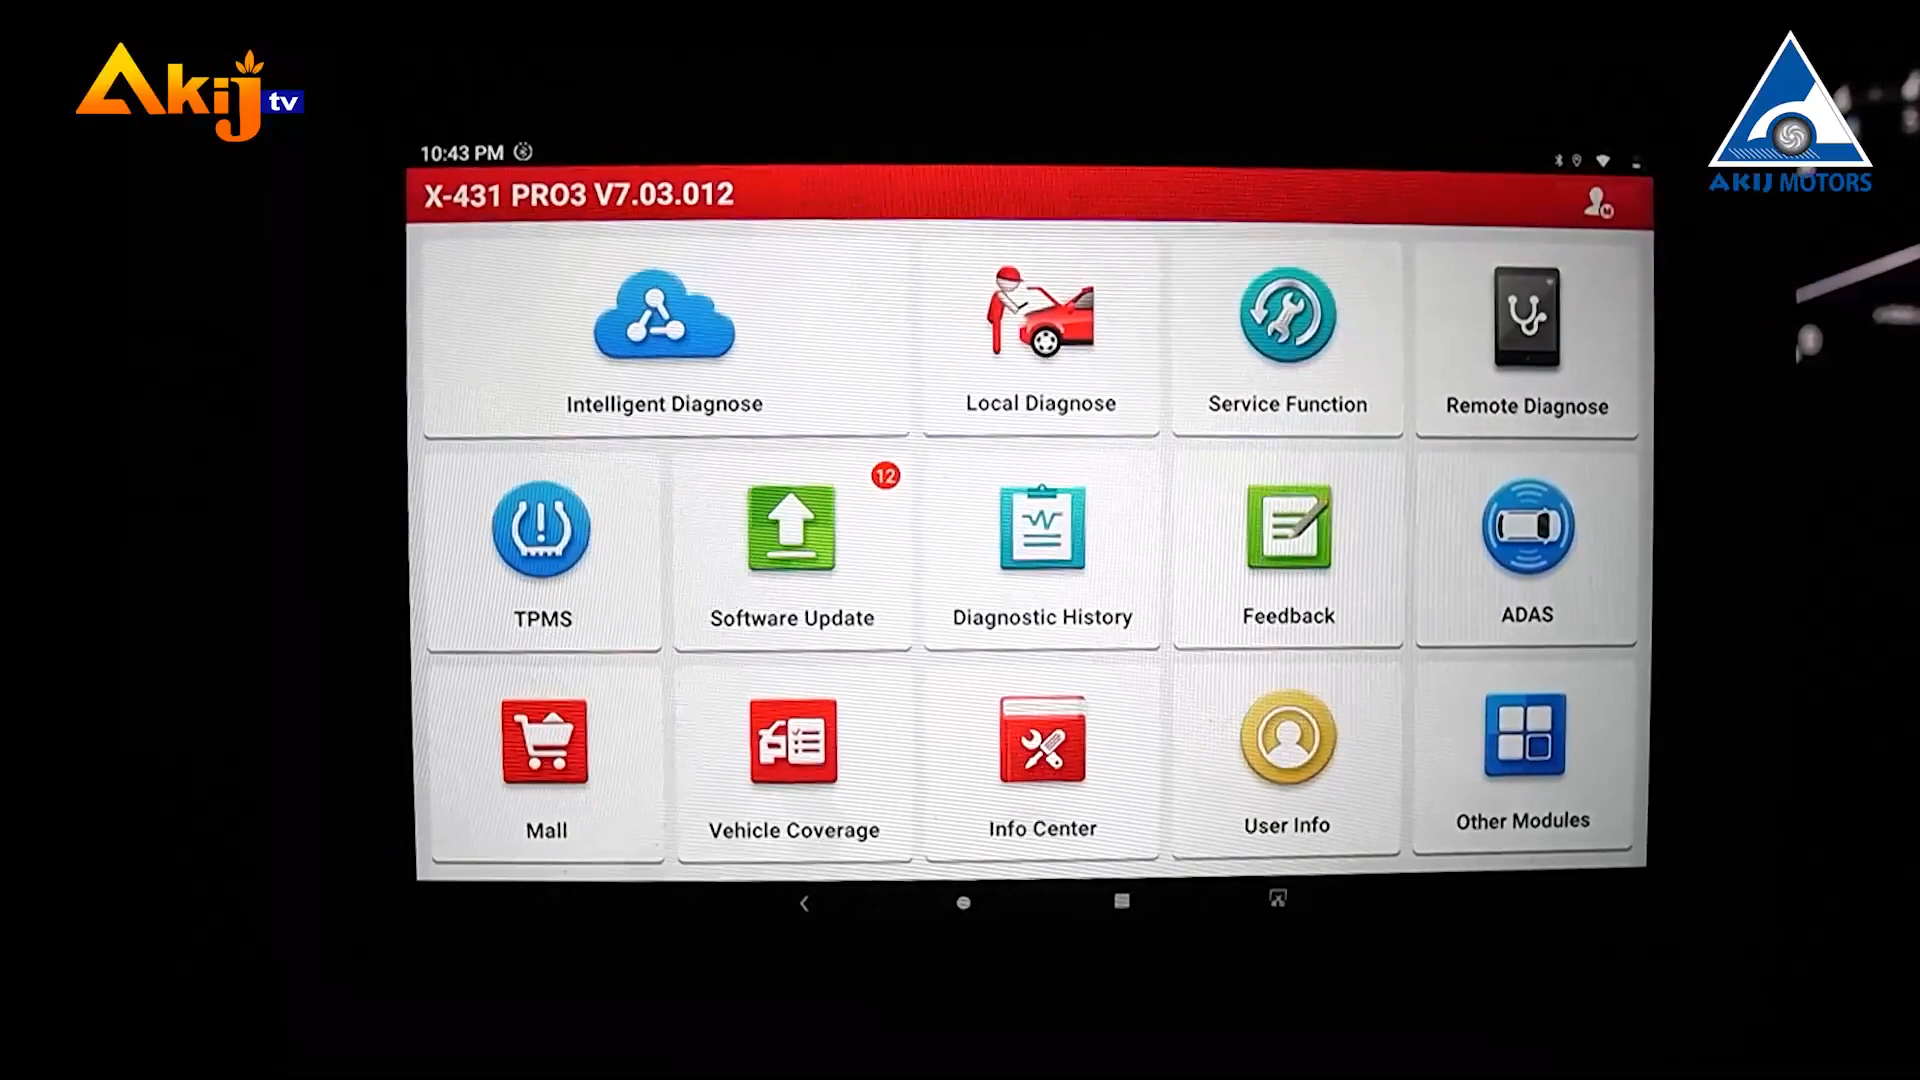 Akij tv
AKIJ MOTORS
10:43 PM
X-431 PRO3 V7.03.012
Intelligent Diagnose
Local Diagnose
Service Function
Remote Diagnose
12
TPMS
Software Update
Diagnostic History
Feedback
ADAS
Mall
Vehicle Coverage
Info Center
User Info
Other Modules